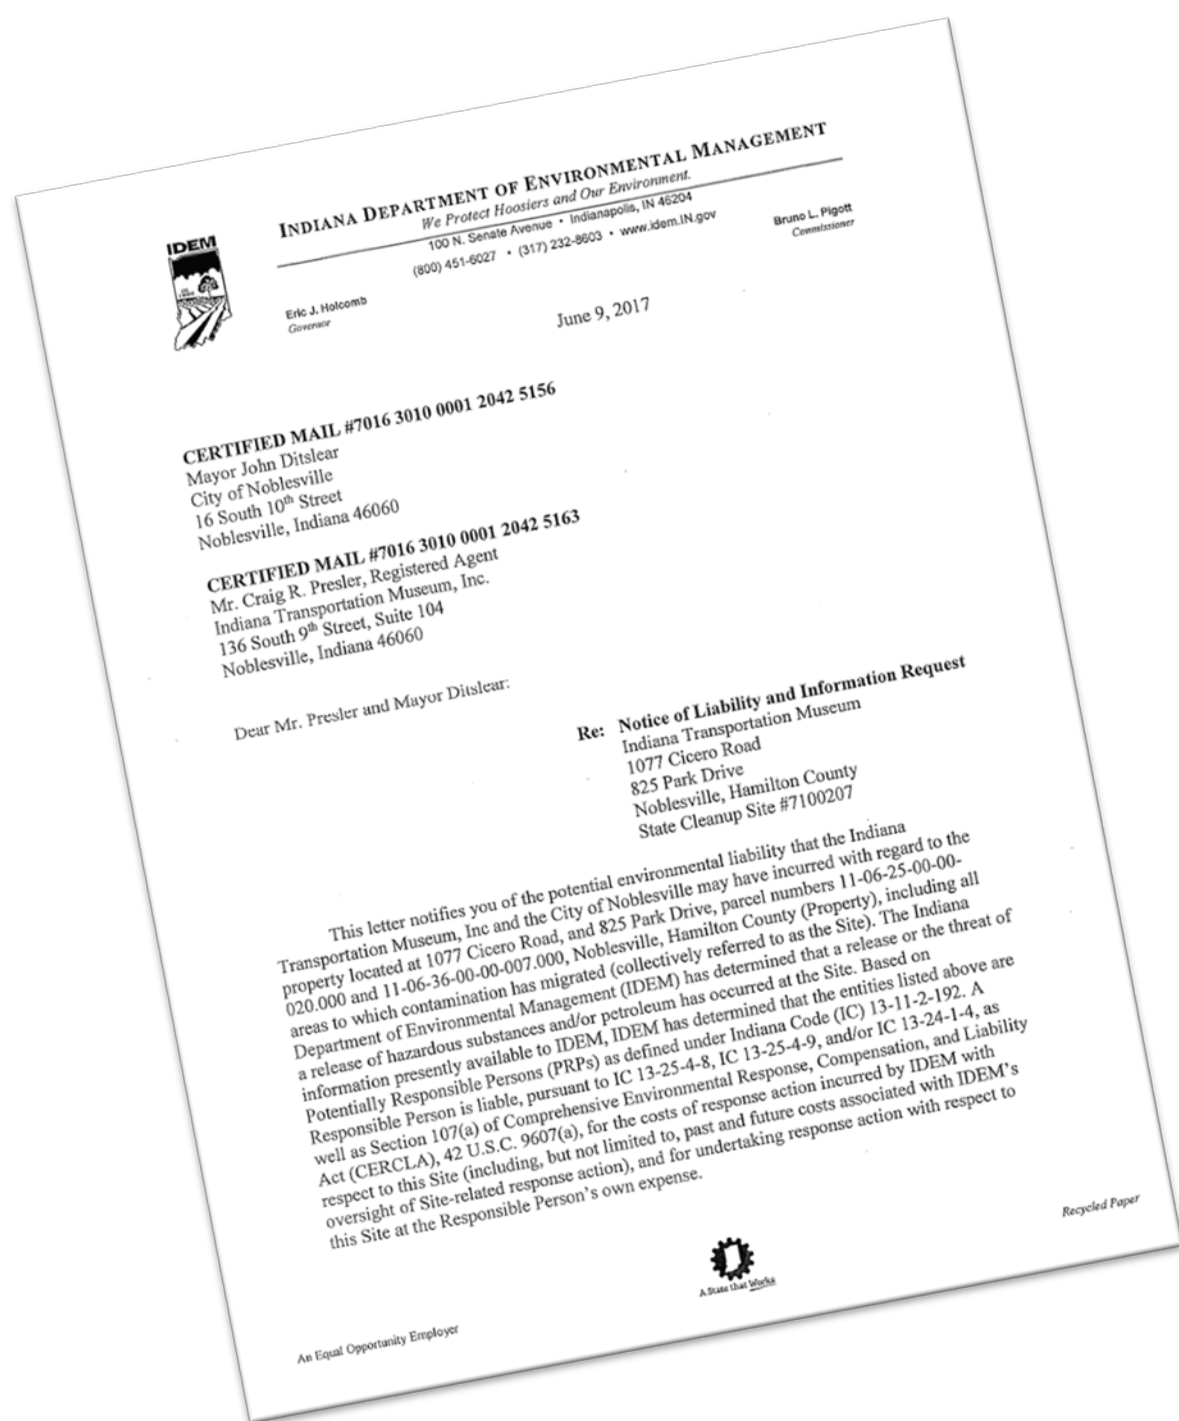 INDIANA DEPARTMENT OF ENVIRONMENTAL MANAGEMENT
We Protect Hoosiers and Our Environment.
100 N. Senate Avenue • Indianapolis, IN 46204
(800) 451-6027 • (317) 232-8603 • www.idem.IN.gov
IDEM
Eric J. Holcomb
Governor
Bruno L. Pigott
Commissioner
June 9, 2017
CERTIFIED MAIL #7016 3010 0001 2042 5156
Mayor John Ditslear
City of Noblesville
16 South 10th Street
Noblesville, Indiana 46060
CERTIFIED MAIL #7016 3010 0001 2042 5163
Mr. Craig R. Presler, Registered Agent
Indiana Transportation Museum, Inc.
136 South 9th Street, Suite 104
Noblesville, Indiana 46060
Dear Mr. Presler and Mayor Ditslear:
Re: Notice of Liability and Information Request
Indiana Transportation Museum
1077 Cicero Road
825 Park Drive
Noblesville, Hamilton County
State Cleanup Site #7100207
This letter notifies you of the potential environmental liability that the Indiana
Transportation Museum, Inc and the City of Noblesville may have incurred with regard to the
property located at 1077 Cicero Road, and 825 Park Drive, parcel numbers 11-06-25-00-00-
020.000 and 11-06-36-00-00-007.000, Noblesville, Hamilton County (Property), including all
areas to which contamination has migrated (collectively referred to as the Site). The Indiana
Department of Environmental Management (IDEM) has determined that a release or the threat of
a release of hazardous substances and/or petroleum has occurred at the Site. Based on
information presently available to IDEM, IDEM has determined that the entities listed above are
Potentially Responsible Persons (PRPs) as defined under Indiana Code (IC) 13-11-2-192. A
Responsible Person is liable, pursuant to IC 13-25-4-8, IC 13-25-4-9, and/or IC 13-24-1-4, as
well as Section 107(a) of Comprehensive Environmental Response, Compensation, and Liability
Act (CERCLA), 42 U.S.C. 9607(a), for the costs of response action incurred by IDEM with
respect to this Site (including, but not limited to, past and future costs associated with IDEM's
oversight of Site-related response action), and for undertaking response action with respect to
this Site at the Responsible Person's own expense.
An Equal Opportunity Employer
A State that Works
Recycled Paper